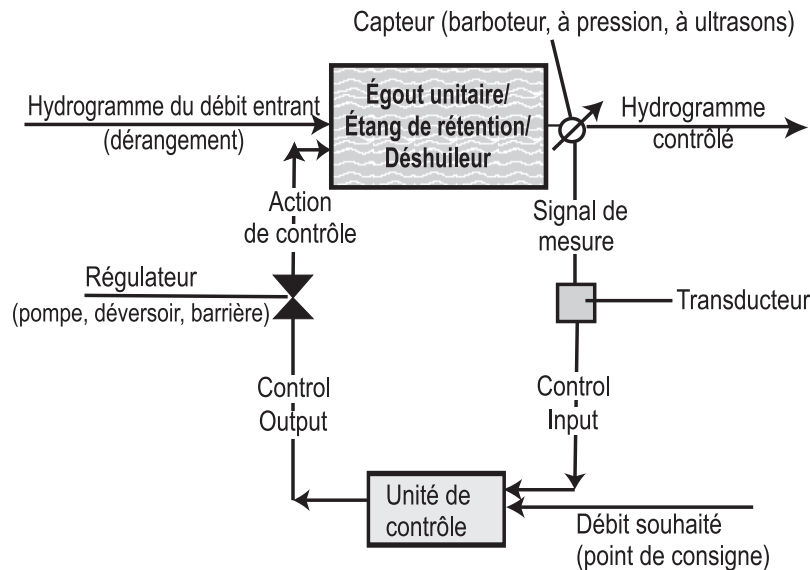 Capteur (barboteur, à pression, à ultrasons)
Hydrogramme du débit entrant
(dérangement)
Égout unitaire/
Étang de rétention/
Déshuileur
Hydrogramme
contrôlé
Action
de contrôle
Signal de
mesure
Régulateur
(pompe, déversoir, barrière)
Transducteur
Control
Output
Control
Input
Unité de
contrôle
Débit souhaité
(point de consigne)